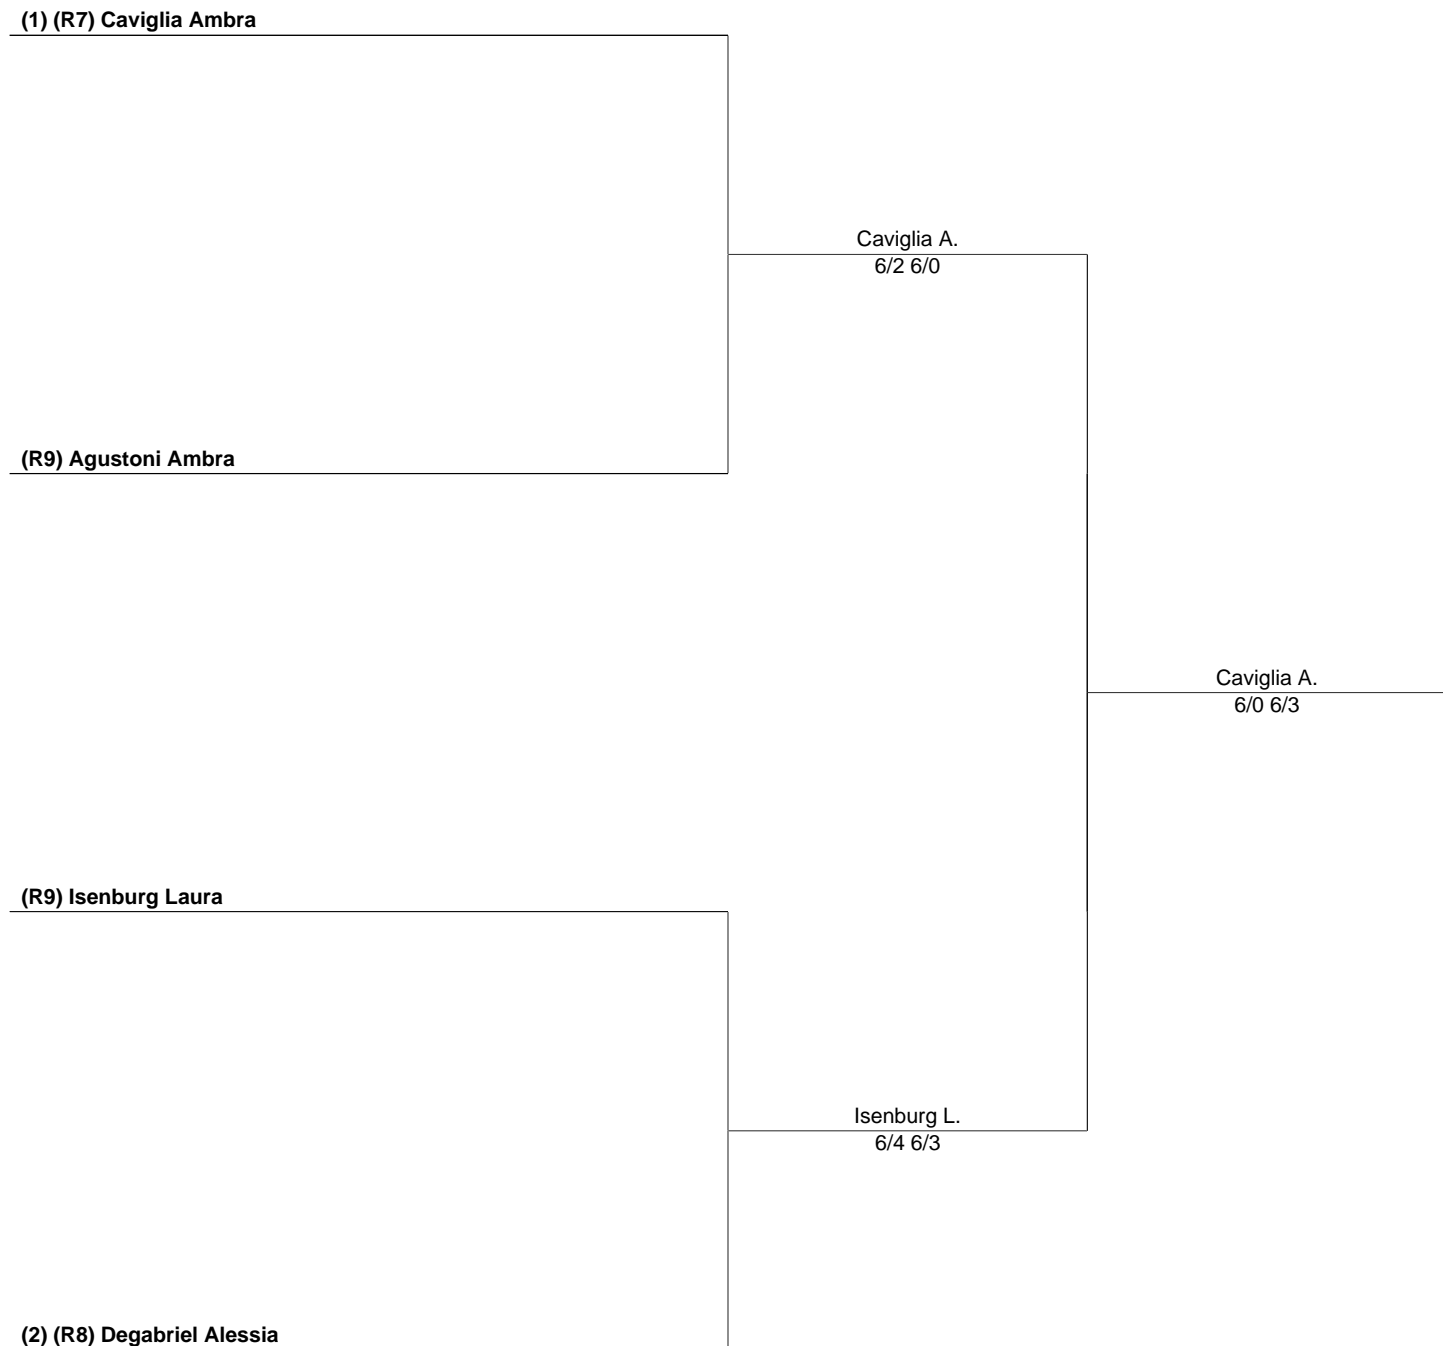 (1) (R7) Caviglia Ambra
Caviglia A.
6/2 6/0
(R9) Agustoni Ambra
Caviglia A.
6/0 6/3
(R9) Isenburg Laura
Isenburg L.
6/4 6/3
(2) (R8) Degabriel Alessia